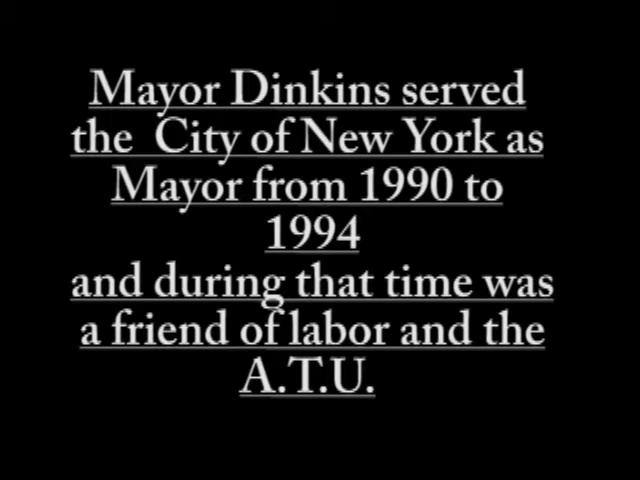 Mayor Dinkins served
the City of New York as
Mayor from 1990 to
1994
and during that time was
a friend of labor and the
A.T.U.